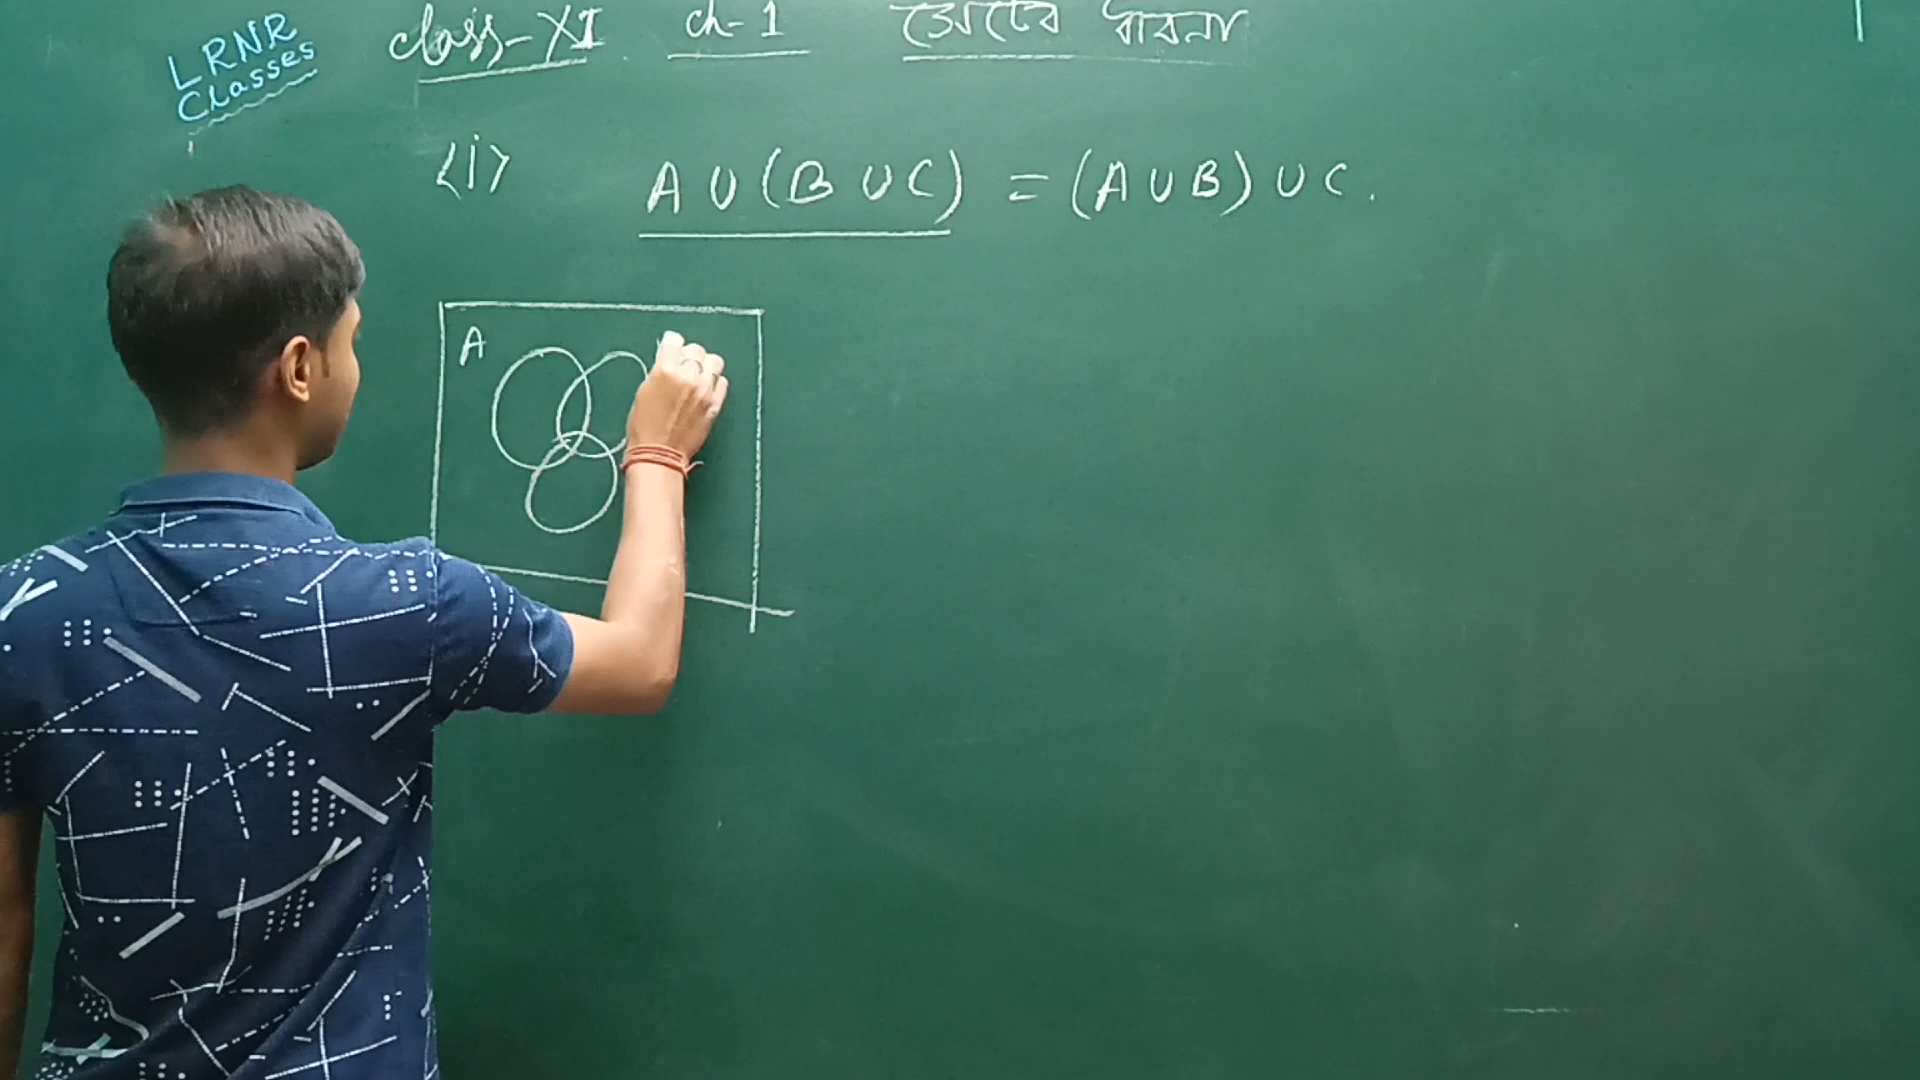 LRNR
Classes
Class-XI ch-1 সেটের ধারনা
<i> A ∪ (B ∪ C) = (A ∪ B) ∪ C.
A